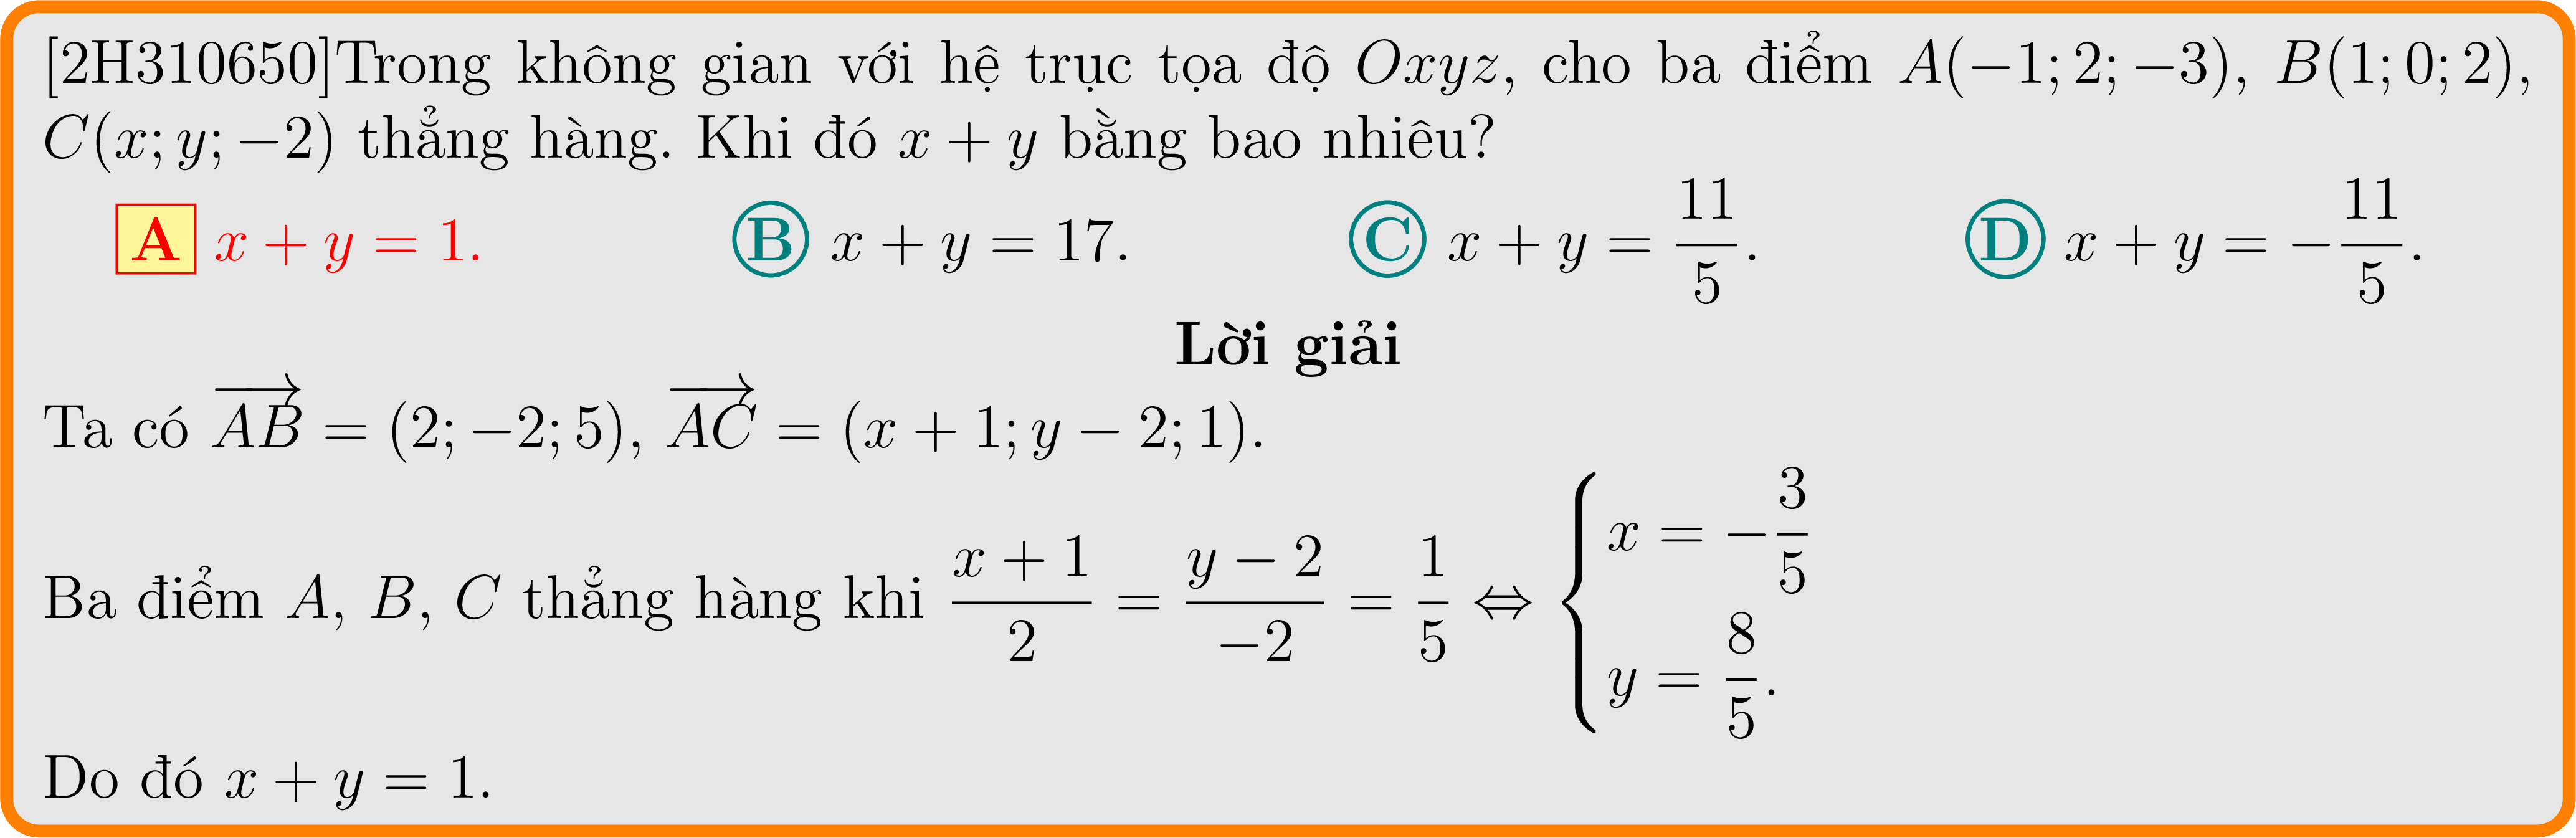 [2H310650]Trong không gian với hệ trục tọa độ Oxyz, cho ba điểm A(−1; 2; −3), B(1; 0; 2),
C(x; y; −2) thẳng hàng. Khi đó x + y bằng bao nhiêu?
A x + y = 1. B x + y = 17. C x + y = \frac{11}{5}. D x + y = −\frac{11}{5}.
Lời giải
Ta có \overrightarrow{AB} = (2; −2; 5), \overrightarrow{AC} = (x + 1; y − 2; 1).
Ba điểm A, B, C thẳng hàng khi \frac{x + 1}{2} = \frac{y − 2}{−2} = \frac{1}{5} ⇔ \begin{cases} x = −\frac{3}{5} \\ y = \frac{8}{5}. \end{cases}
Do đó x + y = 1.